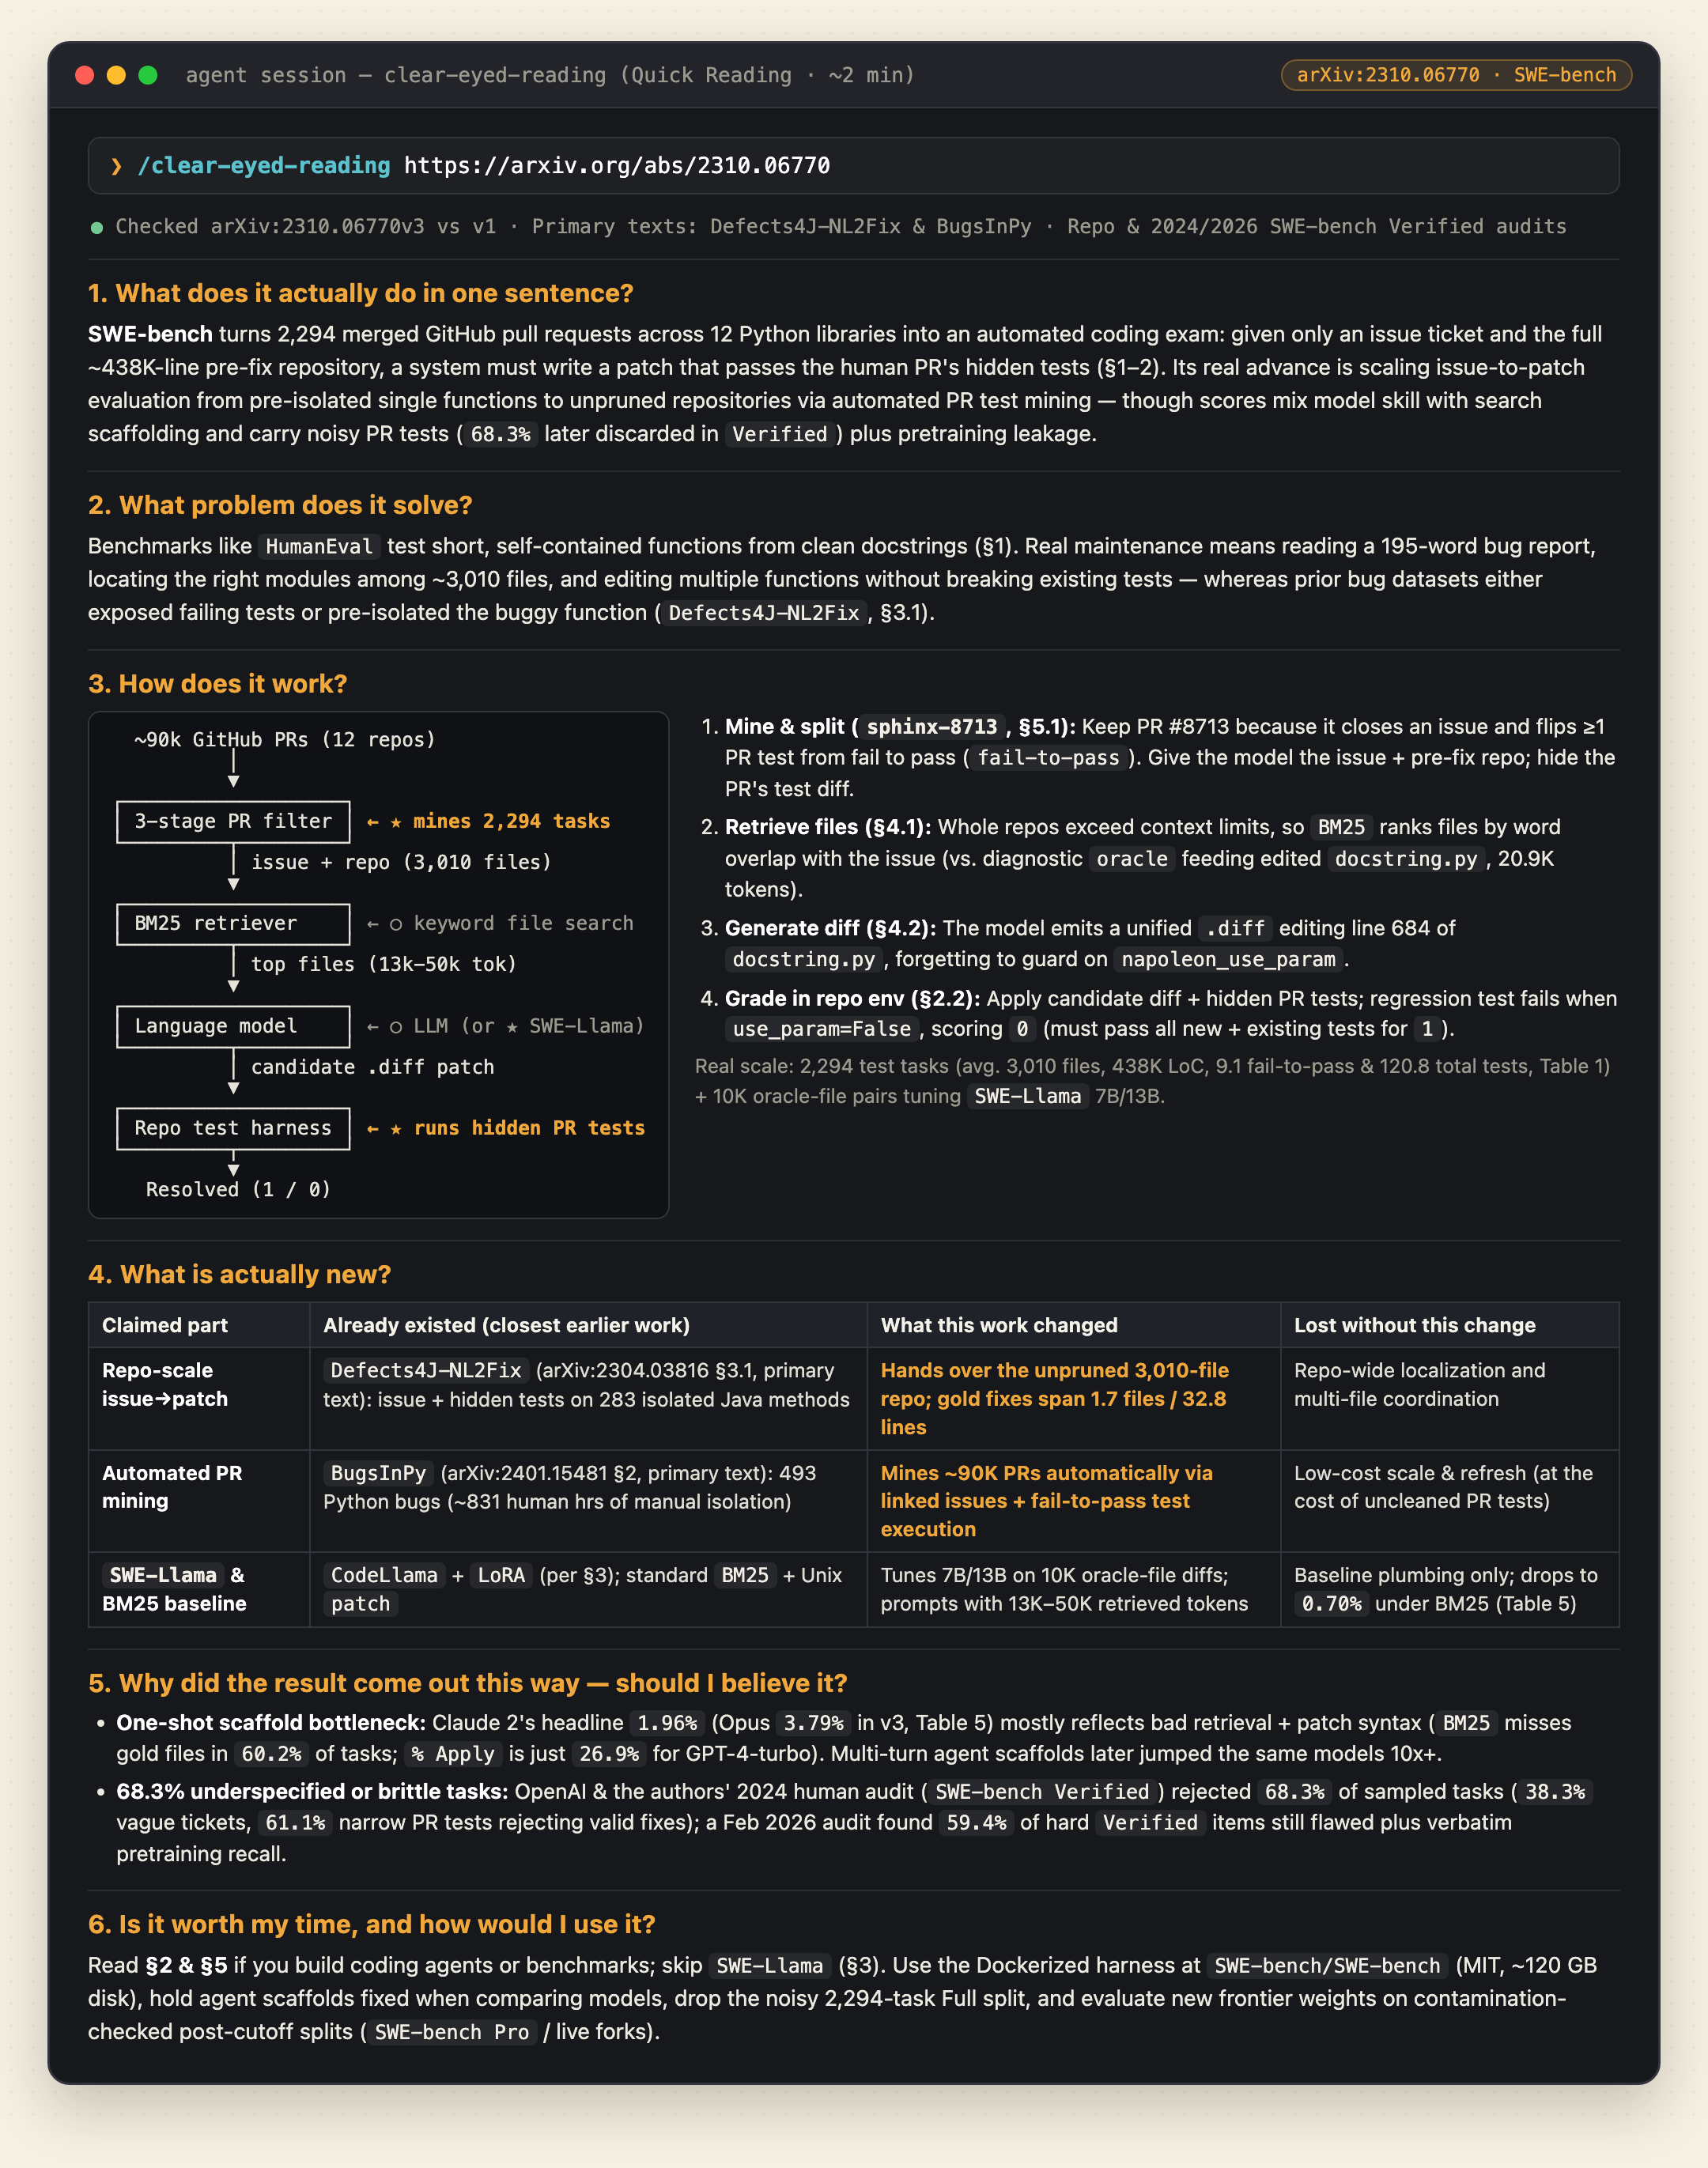 agent session — clear-eyed-reading (Quick Reading · ~2 min)
arXiv:2310.06770 · SWE-bench
❯ /clear-eyed-reading https://arxiv.org/abs/2310.06770
● Checked arXiv:2310.06770v3 vs v1 · Primary texts: Defects4J-NL2Fix & BugsInPy · Repo & 2024/2026 SWE-bench Verified audits
1. What does it actually do in one sentence?
SWE-bench turns 2,294 merged GitHub pull requests across 12 Python libraries into an automated coding exam: given only an issue ticket and the full
~438K-line pre-fix repository, a system must write a patch that passes the human PR's hidden tests (§1–2). Its real advance is scaling issue-to-patch
evaluation from pre-isolated single functions to unpruned repositories via automated PR test mining — though scores mix model skill with search
scaffolding and carry noisy PR tests (68.3% later discarded in Verified) plus pretraining leakage.
2. What problem does it solve?
Benchmarks like HumanEval test short, self-contained functions from clean docstrings (§1). Real maintenance means reading a 195-word bug report,
locating the right modules among ~3,010 files, and editing multiple functions without breaking existing tests — whereas prior bug datasets either
exposed failing tests or pre-isolated the buggy function (Defects4J-NL2Fix, §3.1).
3. How does it work?
~90k GitHub PRs (12 repos)
3-stage PR filter ← ★ mines 2,294 tasks
issue + repo (3,010 files)
BM25 retriever ← ○ keyword file search
top files (13k–50k tok)
Language model ← ○ LLM (or ★ SWE-Llama)
candidate .diff patch
Repo test harness ← ★ runs hidden PR tests
Resolved (1 / 0)
1. Mine & split (sphinx-8713, §5.1): Keep PR #8713 because it closes an issue and flips ≥1
PR test from fail to pass (fail-to-pass). Give the model the issue + pre-fix repo; hide the
PR's test diff.
2. Retrieve files (§4.1): Whole repos exceed context limits, so BM25 ranks files by word
overlap with the issue (vs. diagnostic oracle feeding edited docstring.py, 20.9K
tokens).
3. Generate diff (§4.2): The model emits a unified .diff editing line 684 of
docstring.py, forgetting to guard on napoleon_use_param.
4. Grade in repo env (§2.2): Apply candidate diff + hidden PR tests; regression test fails when
use_param=False, scoring 0 (must pass all new + existing tests for 1).
Real scale: 2,294 test tasks (avg. 3,010 files, 438K LoC, 9.1 fail-to-pass & 120.8 total tests, Table 1)
+ 10K oracle-file pairs tuning SWE-Llama 7B/13B.
4. What is actually new?
Claimed part
Already existed (closest earlier work)
What this work changed
Lost without this change
Repo-scale
issue→patch
Defects4J-NL2Fix (arXiv:2304.03816 §3.1, primary
text): issue + hidden tests on 283 isolated Java methods
Hands over the unpruned 3,010-file
repo; gold fixes span 1.7 files / 32.8
lines
Repo-wide localization and
multi-file coordination
Automated PR
mining
BugsInPy (arXiv:2401.15481 §2, primary text): 493
Python bugs (~831 human hrs of manual isolation)
Mines ~90K PRs automatically via
linked issues + fail-to-pass test
execution
Low-cost scale & refresh (at the
cost of uncleaned PR tests)
SWE-Llama &
BM25 baseline
CodeLlama + LoRA (per §3); standard BM25 + Unix
patch
Tunes 7B/13B on 10K oracle-file diffs;
prompts with 13K–50K retrieved tokens
Baseline plumbing only; drops to
0.70% under BM25 (Table 5)
5. Why did the result come out this way — should I believe it?
• One-shot scaffold bottleneck: Claude 2's headline 1.96% (Opus 3.79% in v3, Table 5) mostly reflects bad retrieval + patch syntax (BM25 misses
gold files in 60.2% of tasks; % Apply is just 26.9% for GPT-4-turbo). Multi-turn agent scaffolds later jumped the same models 10x+.
• 68.3% underspecified or brittle tasks: OpenAI & the authors' 2024 human audit (SWE-bench Verified) rejected 68.3% of sampled tasks (38.3%
vague tickets, 61.1% narrow PR tests rejecting valid fixes); a Feb 2026 audit found 59.4% of hard Verified items still flawed plus verbatim
pretraining recall.
6. Is it worth my time, and how would I use it?
Read §2 & §5 if you build coding agents or benchmarks; skip SWE-Llama (§3). Use the Dockerized harness at SWE-bench/SWE-bench (MIT, ~120 GB
disk), hold agent scaffolds fixed when comparing models, drop the noisy 2,294-task Full split, and evaluate new frontier weights on contamination-
checked post-cutoff splits (SWE-bench Pro / live forks).